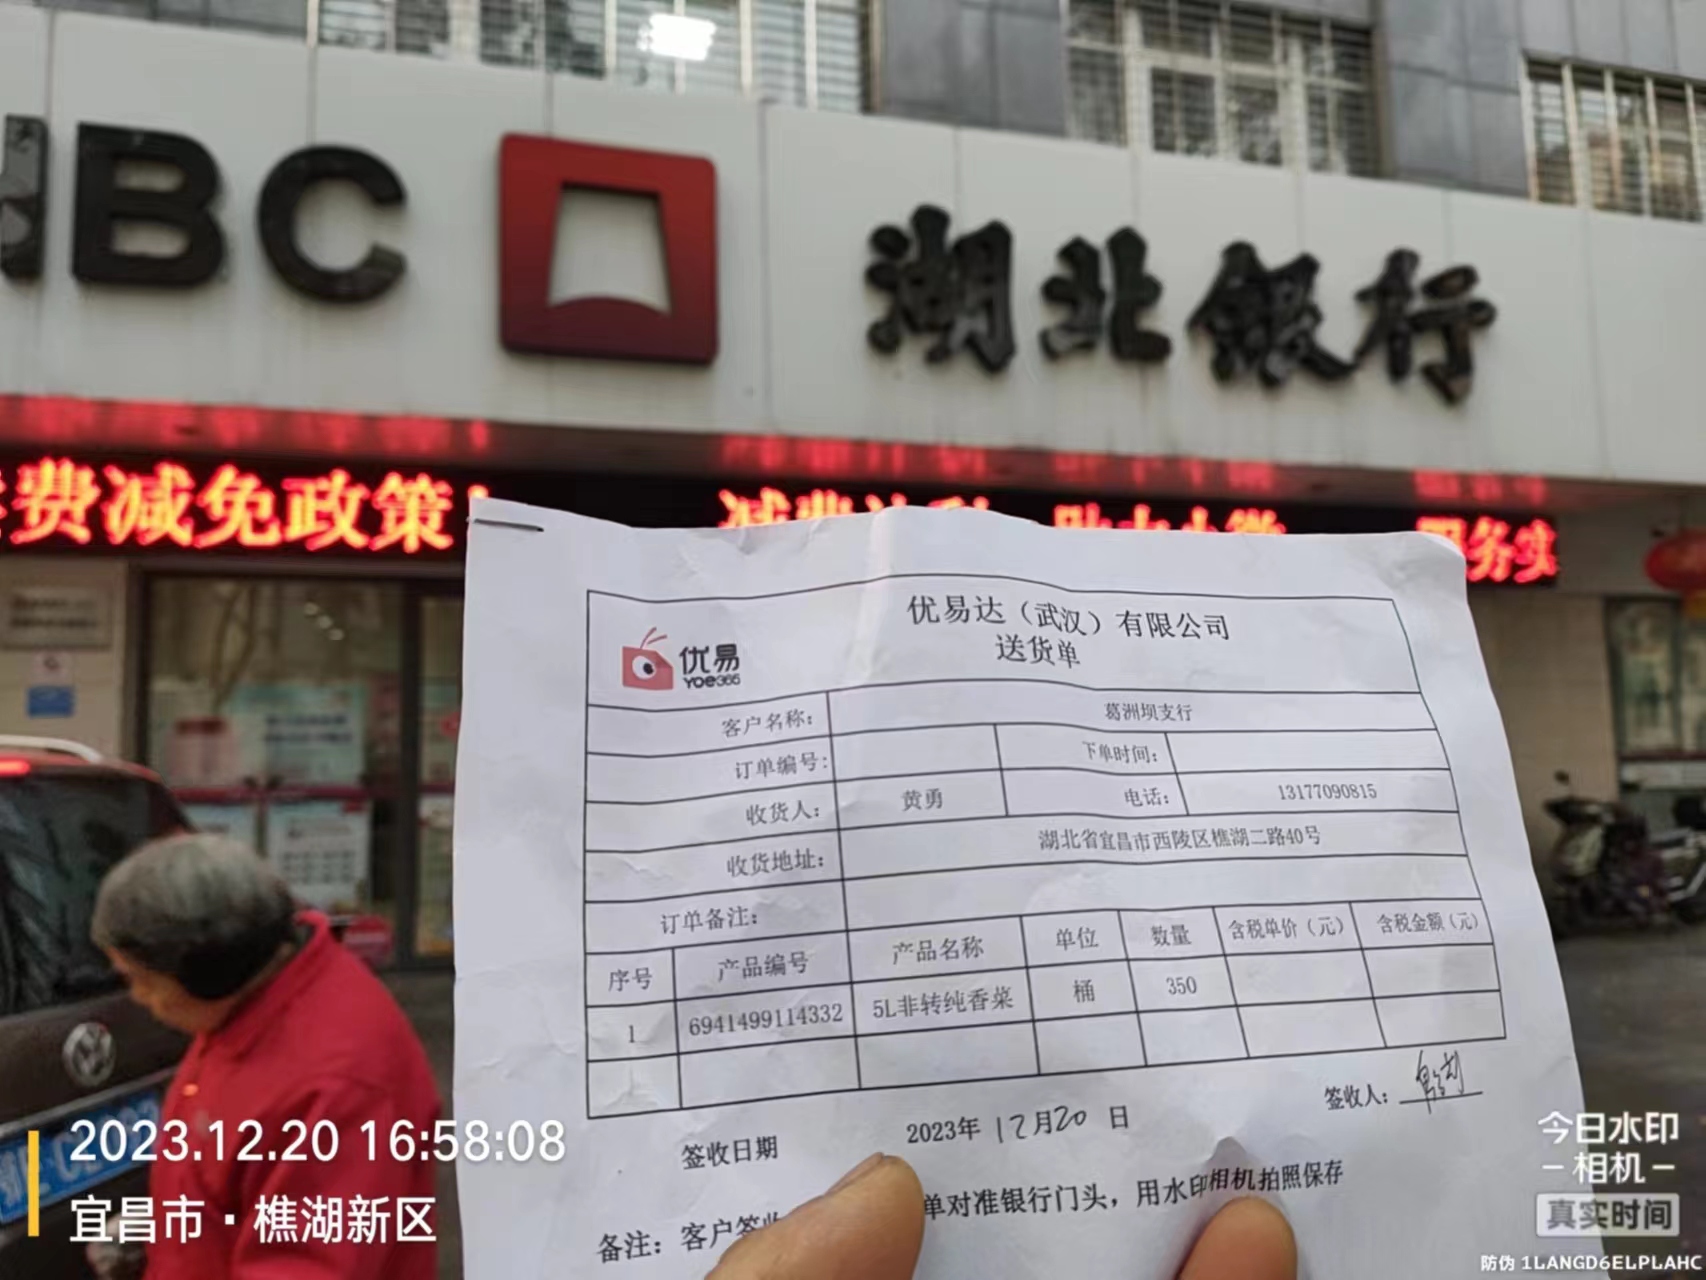 HBC 湖北银行
费减免政策！
务实
优易
Yoe365
优易达（武汉）有限公司
送货单
客户名称： 葛洲坝支行
订单编号： 下单时间：
收货人： 黄勇 电话： 13177090815
收货地址： 湖北省宜昌市西陵区樵湖二路40号
订单备注：
序号 产品编号 产品名称 单位 数量 含税单价（元） 含税金额（元）
1 6941499114332 5L非转纯香菜 桶 350
签收人：
签收日期 2023年 12月20 日
备注：客户签收 单对准银行门头，用水印相机拍照保存
2023.12.20 16:58:08
宜昌市·樵湖新区
今日水印
-相机-
真实时间
防伪 1LANGD6ELPLAHC